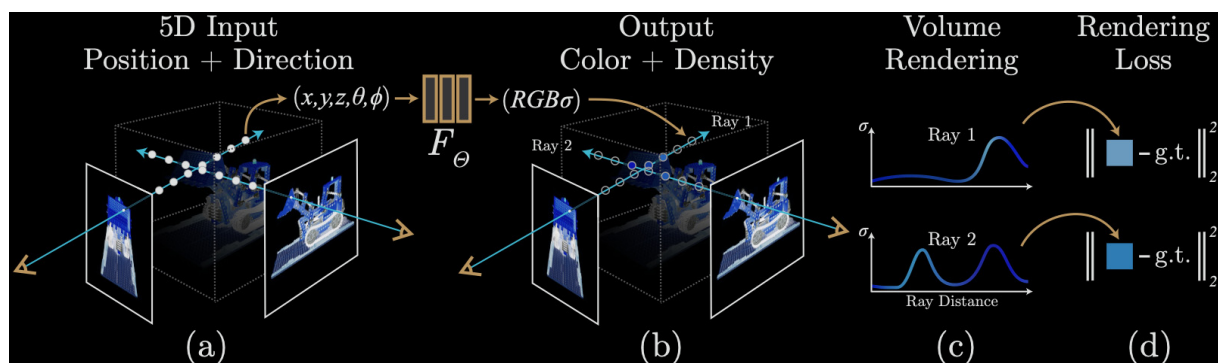 5D Input
Position + Direction
Output
Color + Density
Volume
Rendering
Rendering
Loss
(x,y,z,θ,ϕ)
F_Θ
(RGBσ)
Ray 1
Ray 2
σ
Ray 1
‖ - g.t. ‖²₂
σ
Ray 2
Ray Distance
‖ - g.t. ‖²₂
(a)
(b)
(c)
(d)